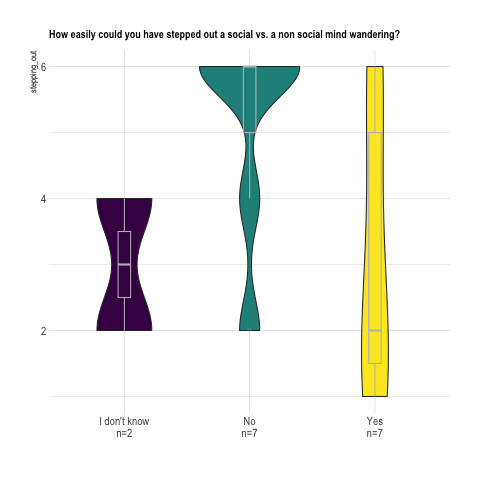 How easily could you have stepped out a social vs. a non social mind wandering?
stepping_out
6
4
2
I don't know
n=2
No
n=7
Yes
n=7